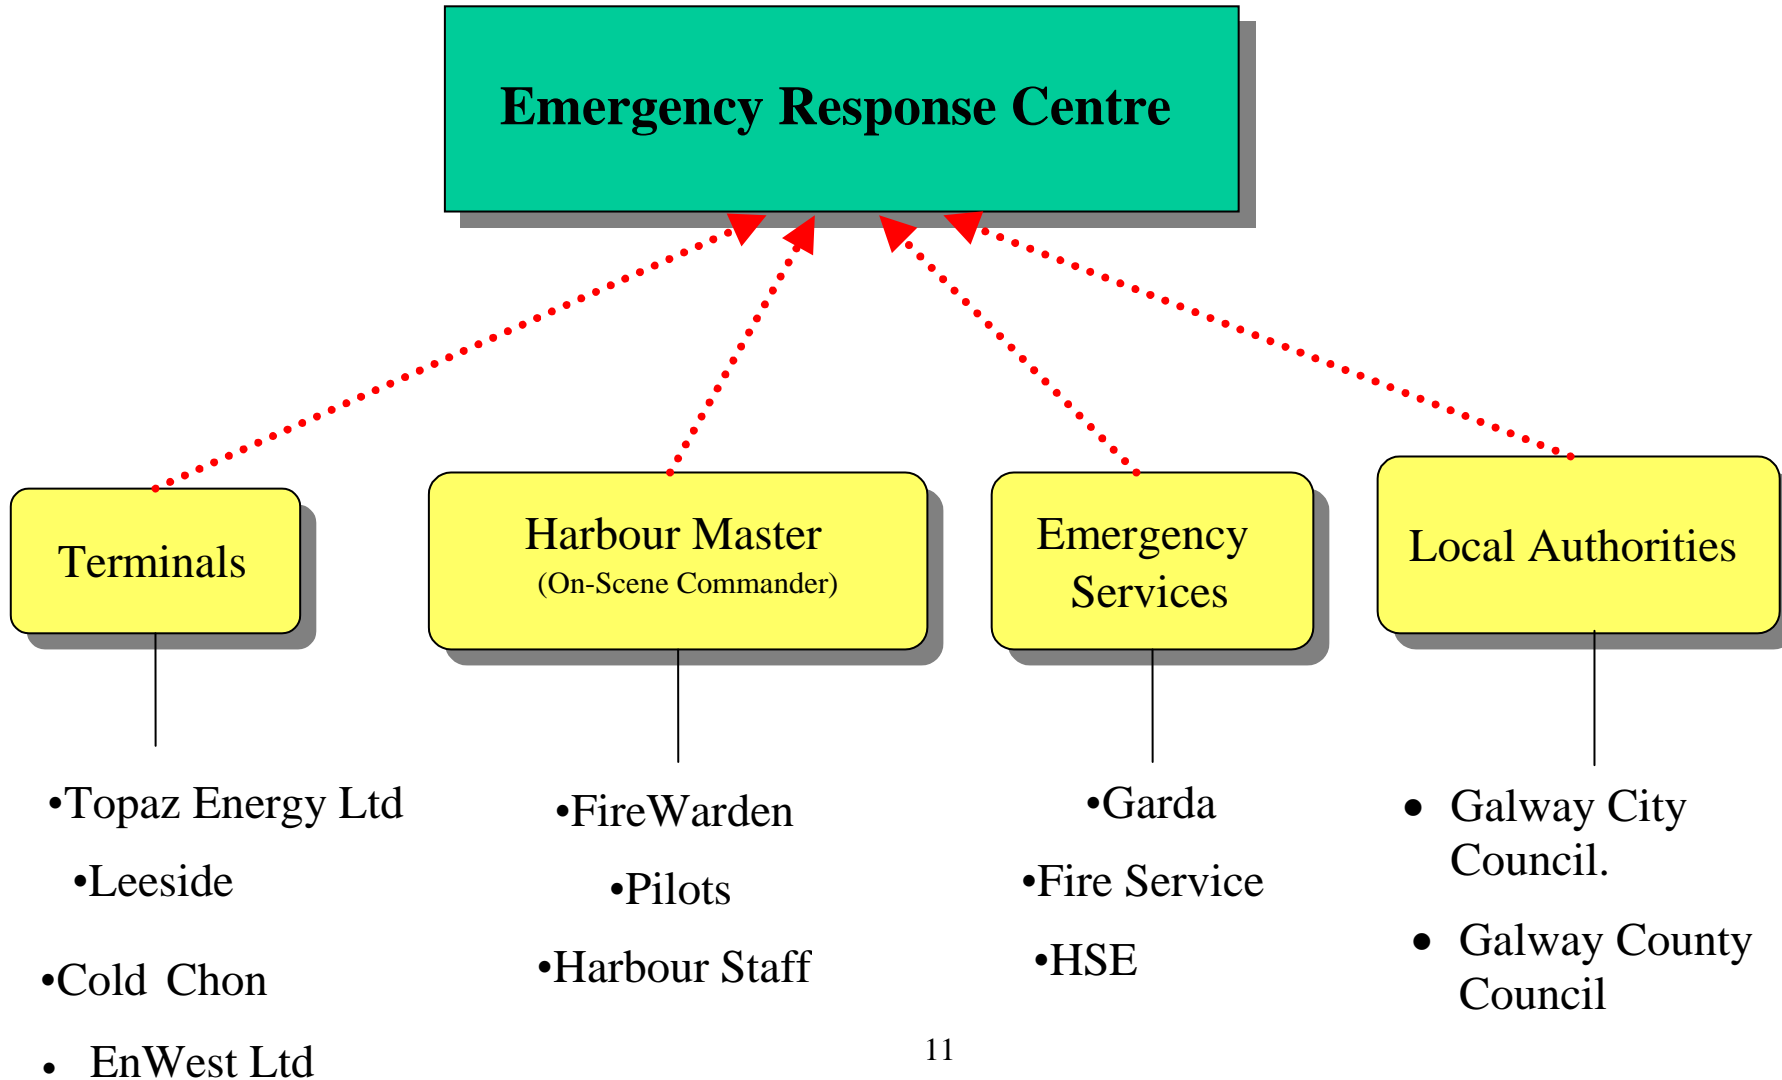 Emergency Response Centre
Terminals
Harbour Master
(On-Scene Commander)
Emergency
Services
Local Authorities
•Topaz Energy Ltd
•Leeside
•Cold Chon
• EnWest Ltd
•FireWarden
•Pilots
•Harbour Staff
•Garda
•Fire Service
•HSE
• Galway City
Council.
• Galway County
Council
11